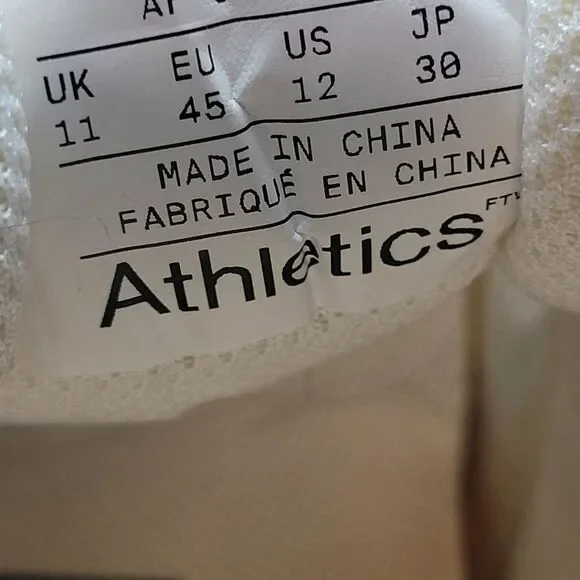 UK EU US JP
11 45 12 30
MADE IN CHINA
FABRIQUÉ EN CHINA
Athletics